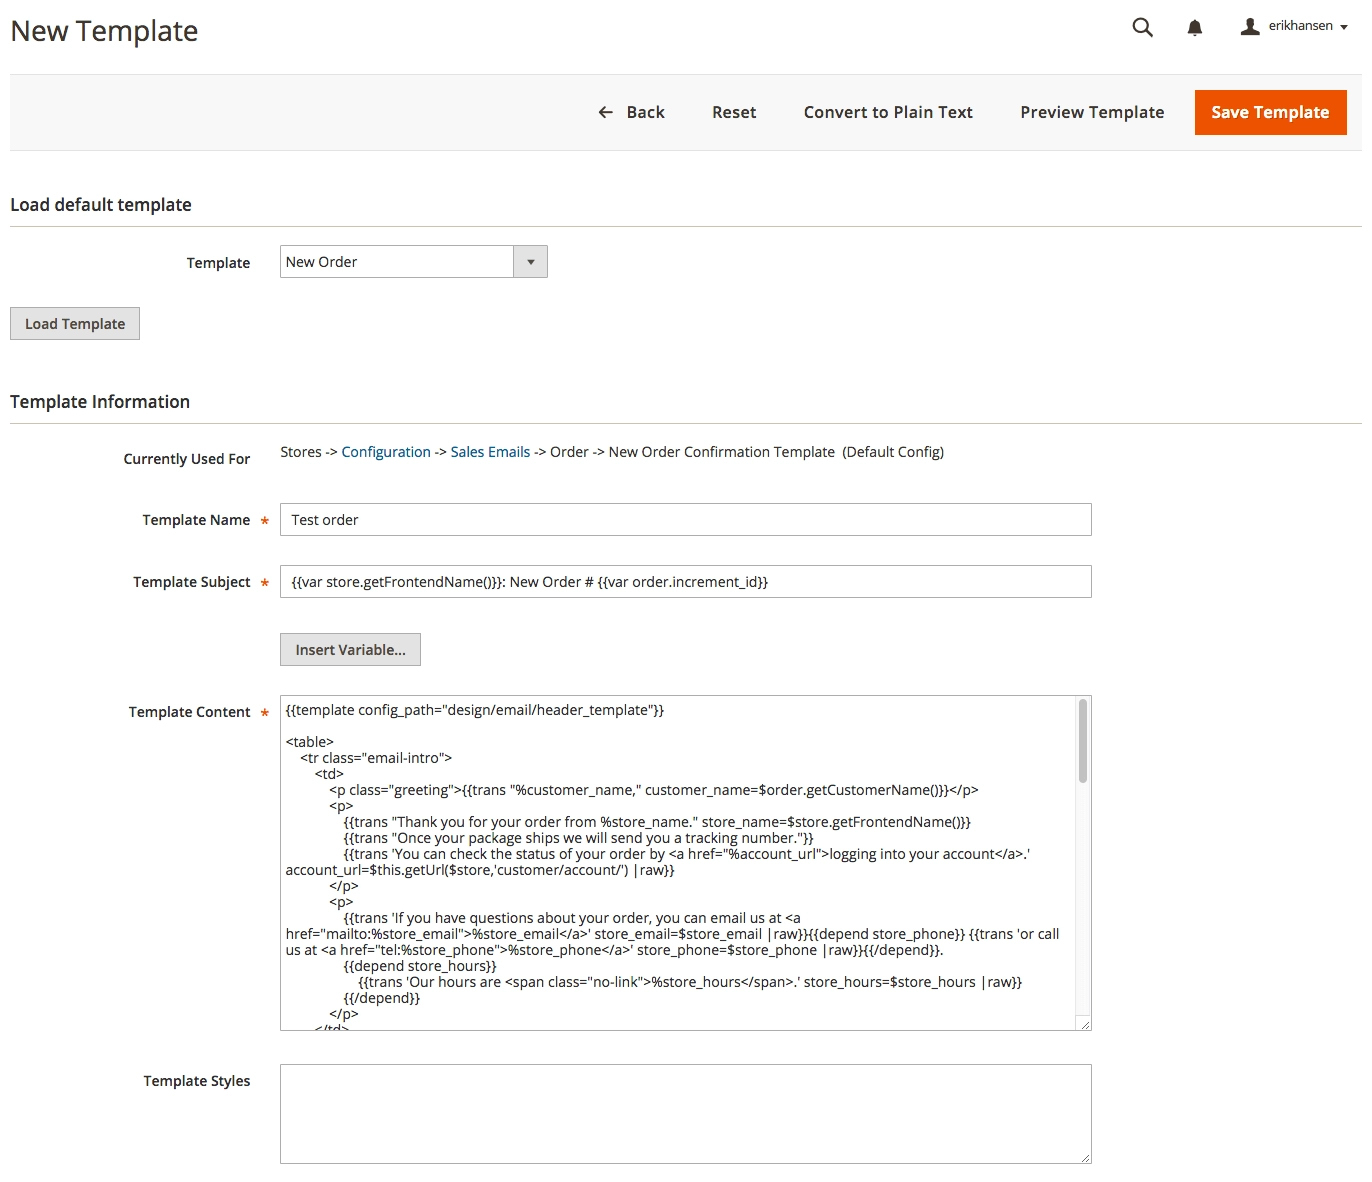 New Template
erikhansen
Back
Reset
Convert to Plain Text
Preview Template
Save Template
Load default template
Template
New Order
Load Template
Template Information
Currently Used For
Stores -> Configuration -> Sales Emails -> Order -> New Order Confirmation Template (Default Config)
Template Name *
Test order
Template Subject *
{{var store.getFrontendName()}}: New Order # {{var order.increment_id}}
Insert Variable...
Template Content *
{{template config_path="design/email/header_template"}}
<table>
<tr class="email-intro">
<td>
<p class="greeting">{{trans "%customer_name," customer_name=$order.getCustomerName()}}</p>
<p>
{{trans "Thank you for your order from %store_name." store_name=$store.getFrontendName()}}
{{trans "Once your package ships we will send you a tracking number."}}
{{trans 'You can check the status of your order by <a href="%account_url">logging into your account</a>.'
account_url=$this.getUrl($store,'customer/account/') |raw}}
</p>
<p>
{{trans 'If you have questions about your order, you can email us at <a
href="mailto:%store_email">%store_email</a>' store_email=$store_email |raw}}{{depend store_phone}} {{trans 'or call
us at <a href="tel:%store_phone">%store_phone</a>' store_phone=$store_phone |raw}}{{/depend}}.
{{depend store_hours}}
{{trans 'Our hours are <span class="no-link">%store_hours</span>.' store_hours=$store_hours |raw}}
{{/depend}}
</p>
</td>
Template Styles